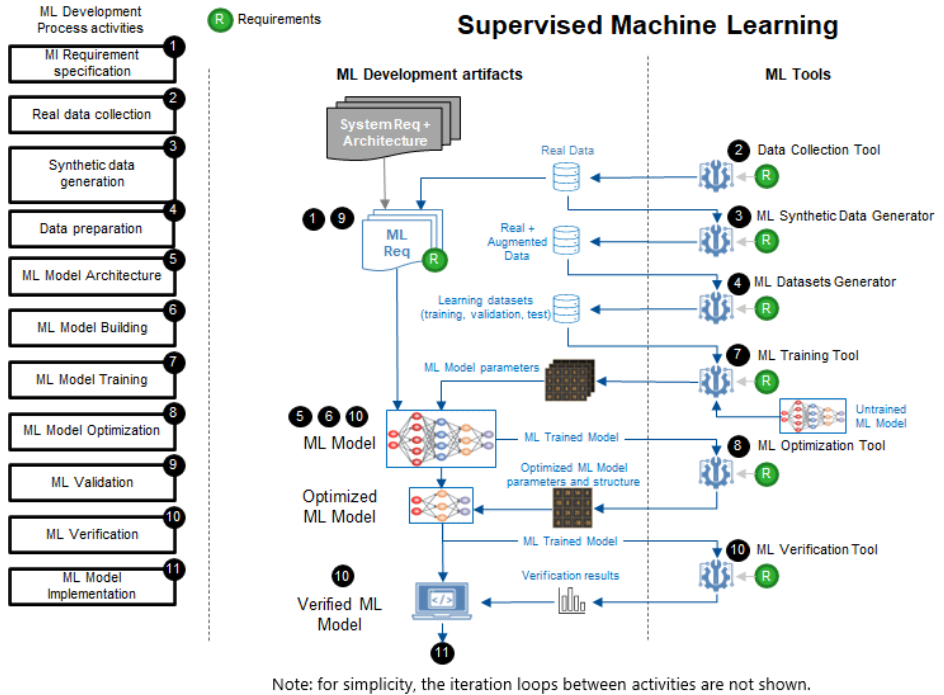 ML Development
Process activities
R Requirements
Supervised Machine Learning
1
MI Requirement
specification
2
Real data collection
3
Synthetic data
generation
4
Data preparation
5
ML Model Architecture
6
ML Model Building
7
ML Model Training
8
ML Model Optimization
9
ML Validation
10
ML Verification
11
ML Model
Implementation
ML Development artifacts
ML Tools
System Req +
Architecture
Real Data
2 Data Collection Tool
R
1 9
ML
Req
R
Real +
Augmented
Data
3 ML Synthetic Data Generator
R
Learning datasets
(training, validation, test)
4 ML Datasets Generator
R
ML Model parameters
7 ML Training Tool
R
Untrained
ML Model
5 6 10
ML Model
ML Trained Model
8 ML Optimization Tool
R
Optimized ML Model
parameters and structure
Optimized
ML Model
ML Trained Model
10 ML Verification Tool
R
Verification results
10
Verified ML
Model
</>
11
Note: for simplicity, the iteration loops between activities are not shown.